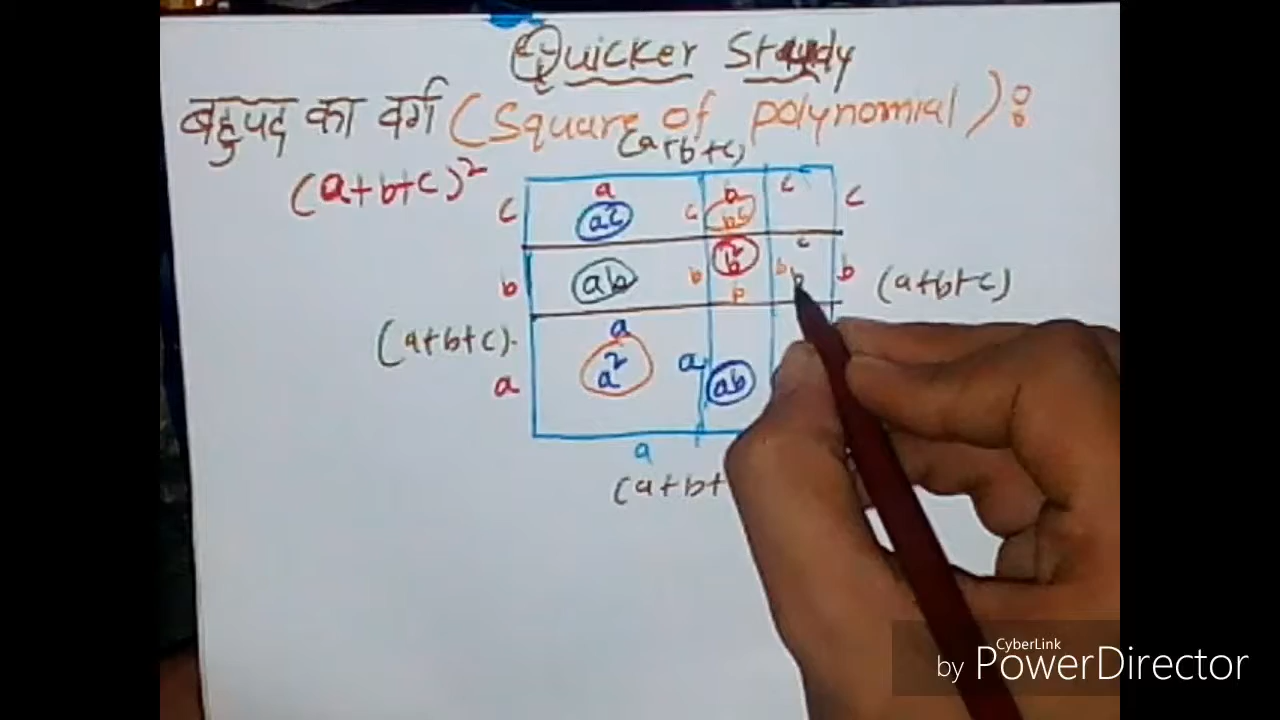 Quicker Study
बहुपद का वर्ग (Square of polynomial):
(a+b+c)
(a+b+c)²
c a b c c
ac c bc
b² c
b ab b b b b (a+b+c)
b
(a+b+c). a
a a² a ab
a
(a+b+
CyberLink
by PowerDirector